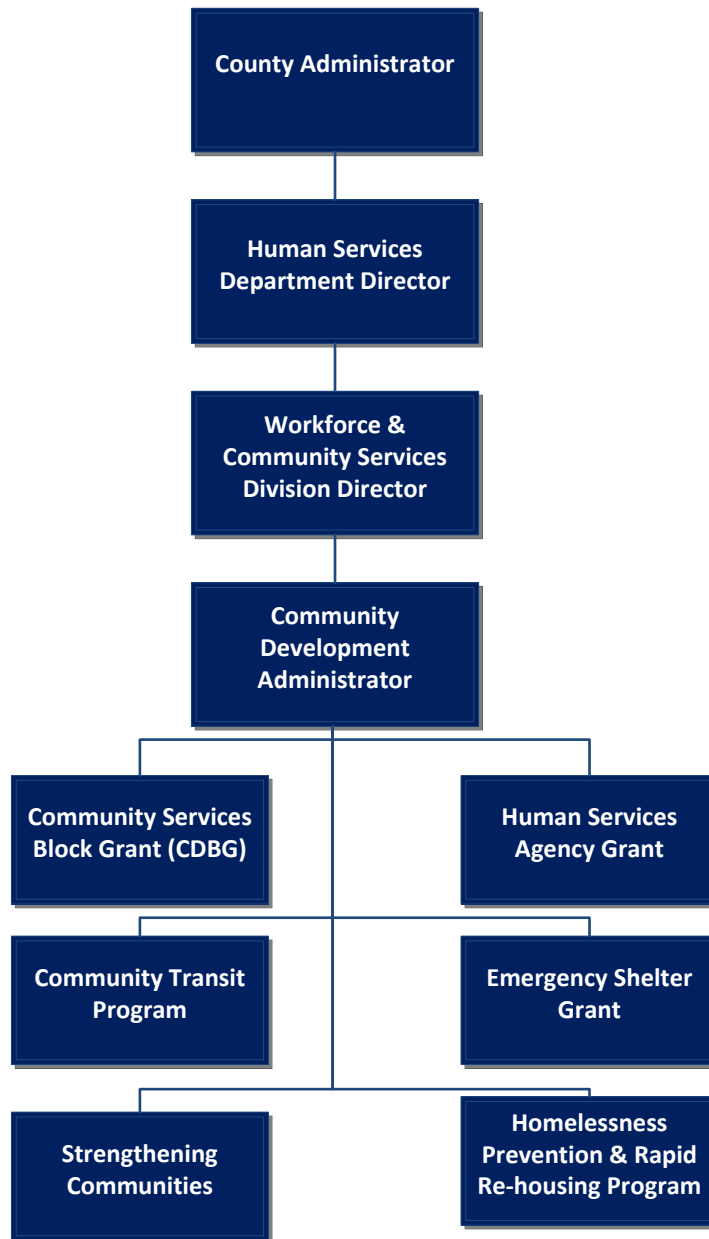 County Administrator
Human Services
Department Director
Workforce &
Community Services
Division Director
Community
Development
Administrator
Community Services
Block Grant (CDBG)
Human Services
Agency Grant
Community Transit
Program
Emergency Shelter
Grant
Strengthening
Communities
Homelessness
Prevention & Rapid
Re-housing Program